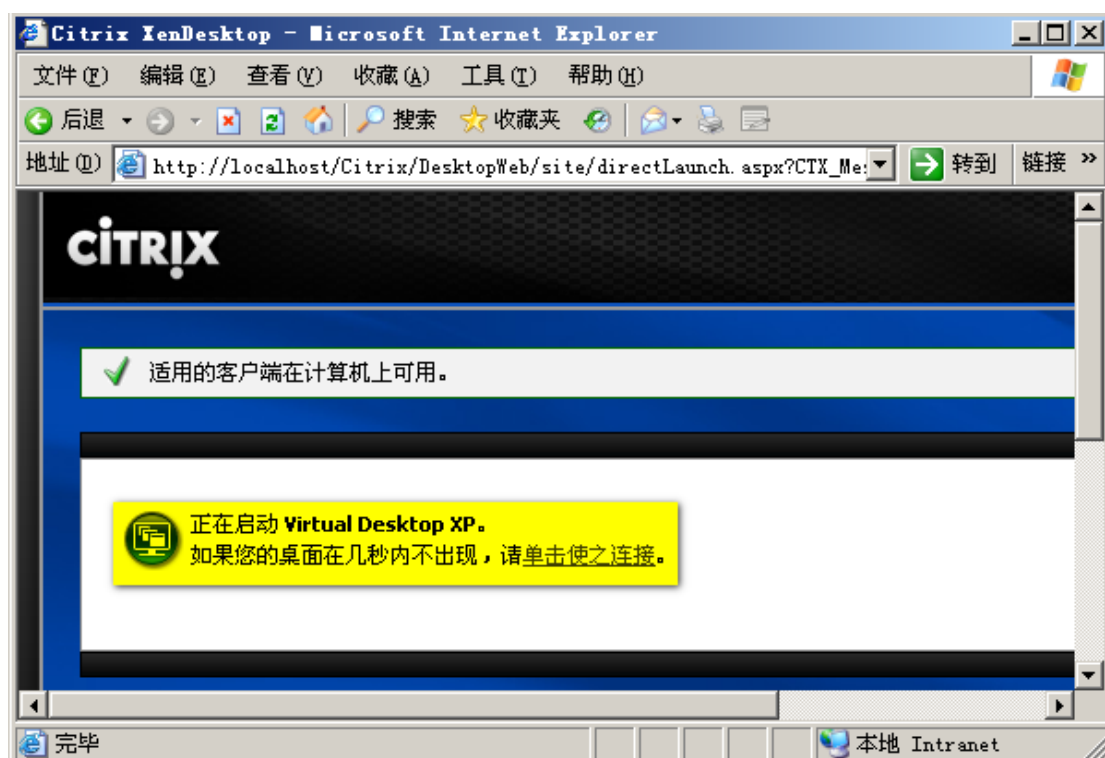 Citrix XenDesktop - Microsoft Internet Explorer
文件(F) 编辑(E) 查看(V) 收藏(A) 工具(T) 帮助(H)
后退 搜索 收藏夹
地址(D) http://localhost/Citrix/DesktopWeb/site/directLaunch.aspx?CTX_Me 转到 链接 »
CITRIX
适用的客户端在计算机上可用。
正在启动 Virtual Desktop XP。
如果您的桌面在几秒内不出现，请单击使之连接。
完毕 本地 Intranet